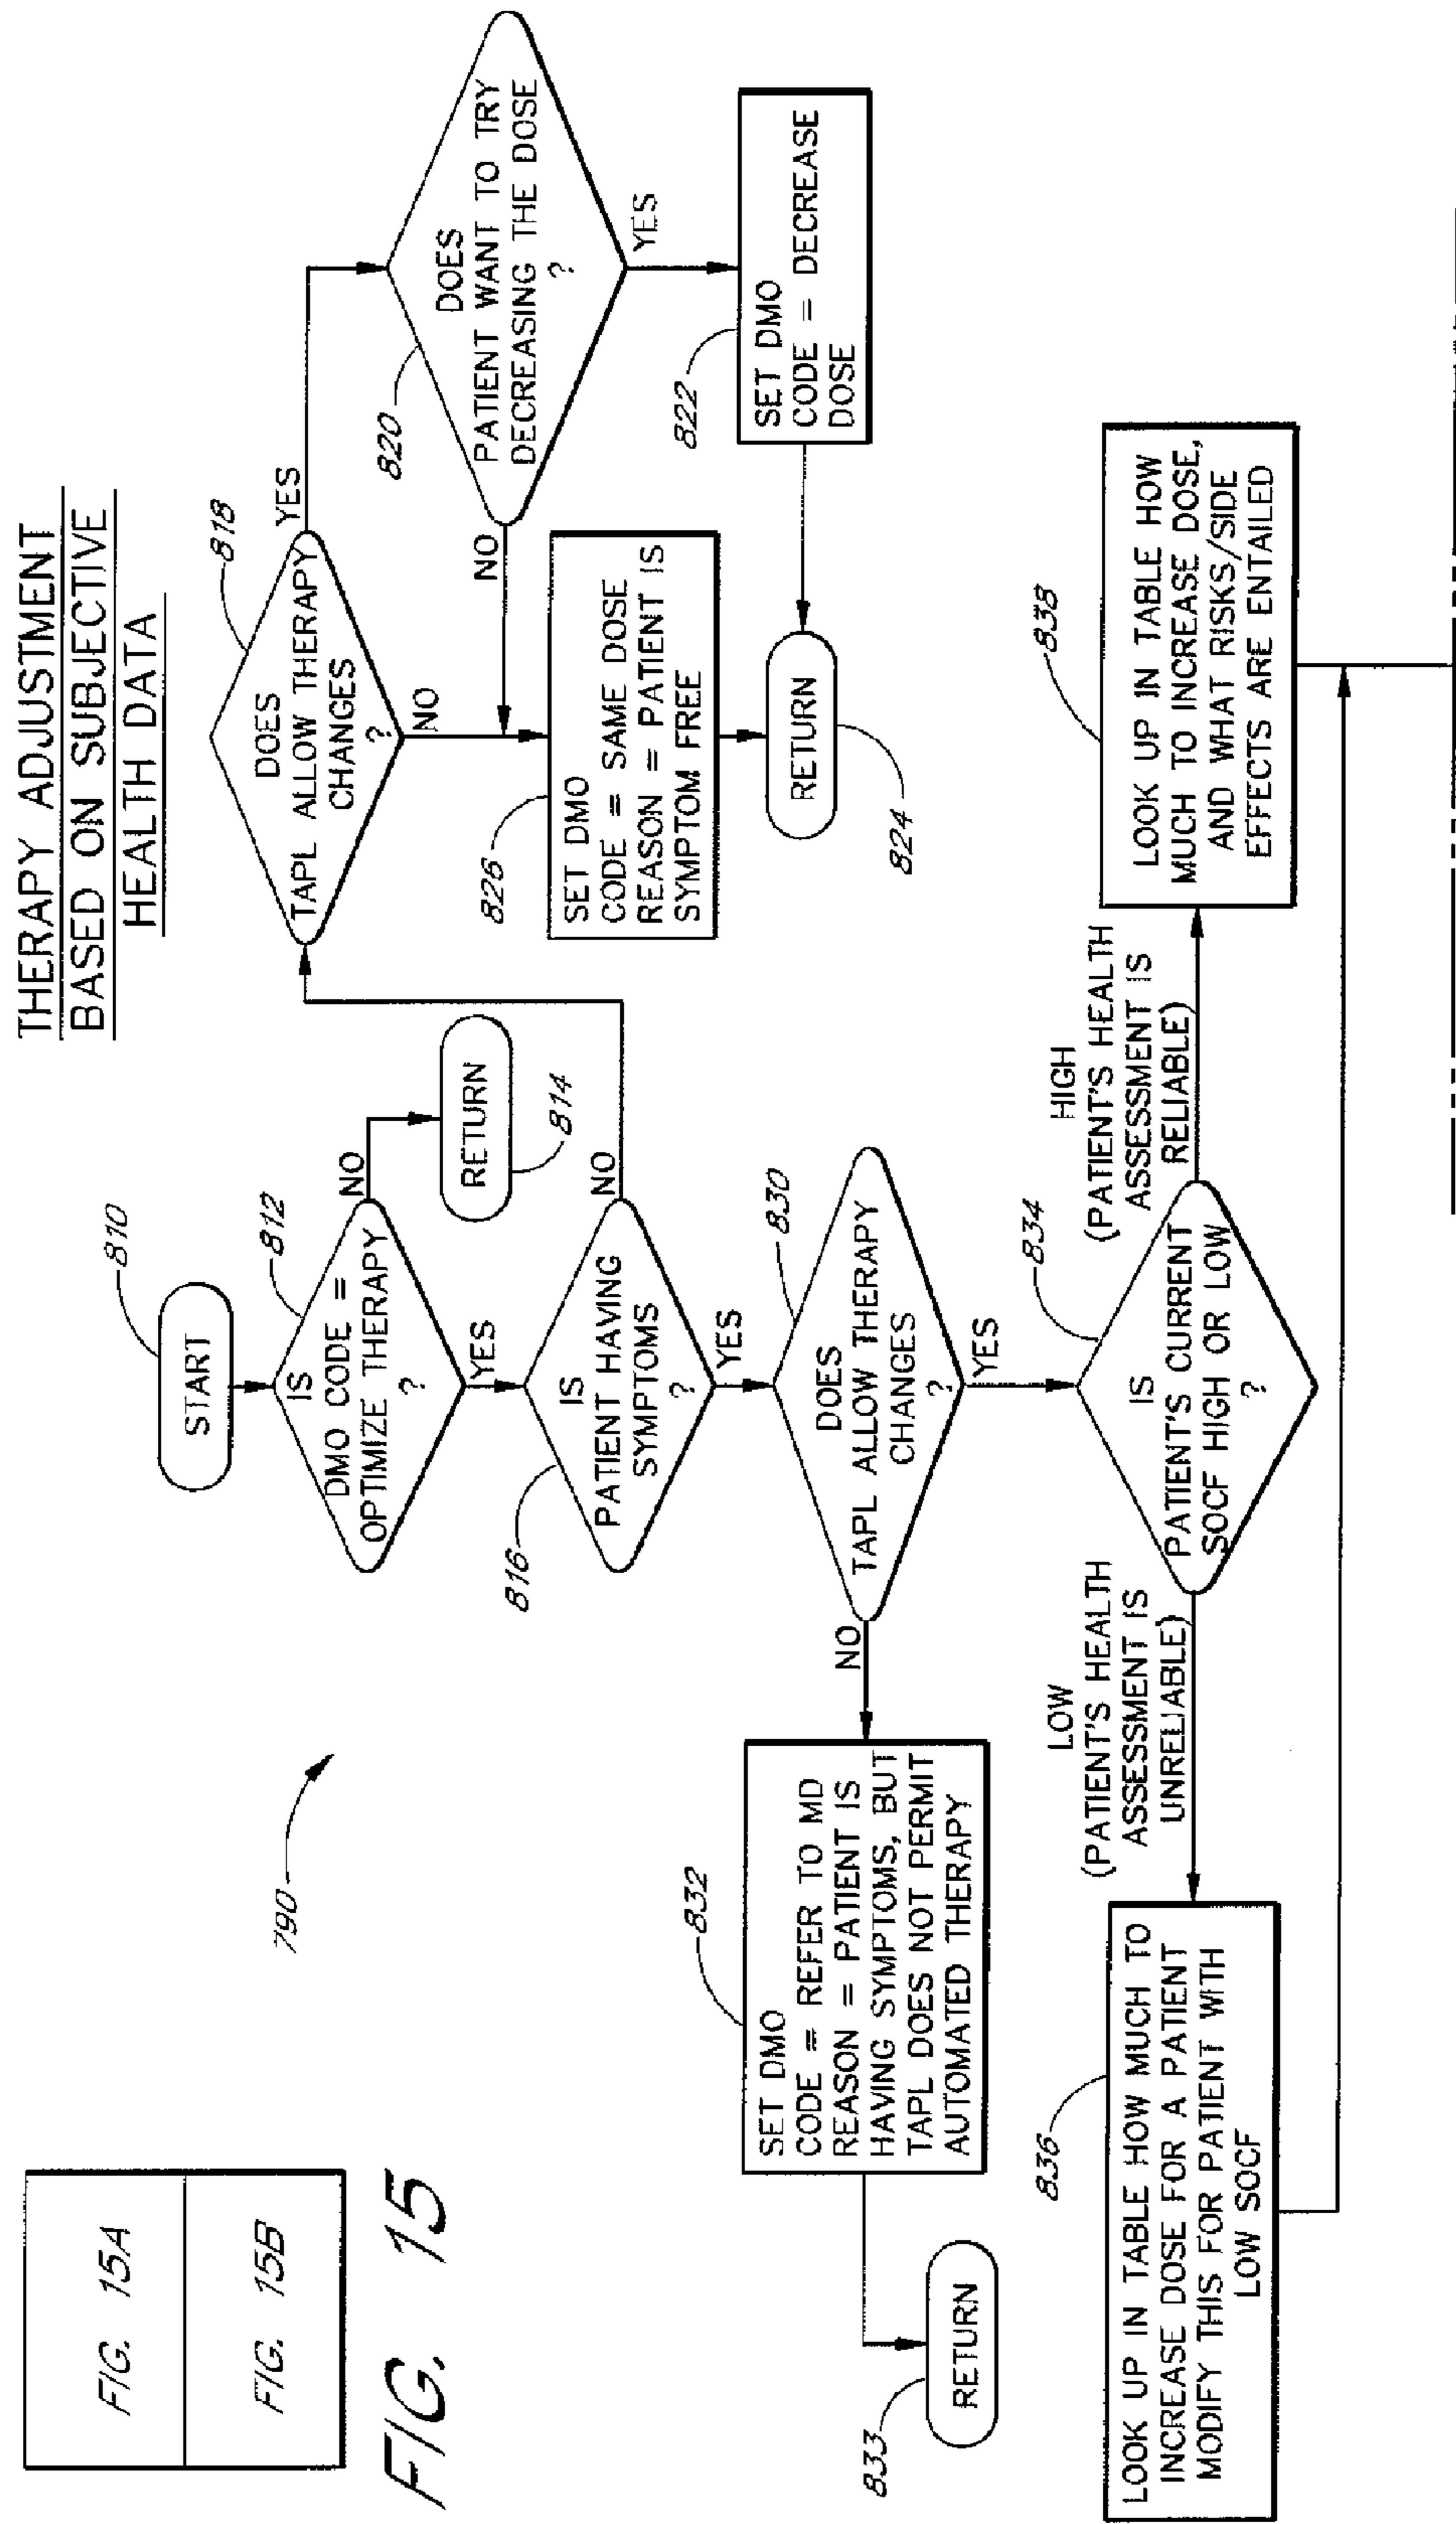 THERAPY ADJUSTMENT
BASED ON SUBJECTIVE
HEALTH DATA
FIG. 15A
FIG. 15B
FIG. 15
790
810
START
812
IS
DMO CODE =
OPTIMIZE THERAPY
?
NO
RETURN
814
YES
816
IS
PATIENT HAVING
SYMPTOMS
?
NO
818
DOES
TAPL ALLOW THERAPY
CHANGES
?
YES
820
DOES
PATIENT WANT TO TRY
DECREASING THE DOSE
?
YES
822
SET DMO
CODE = DECREASE
DOSE
NO
NO
826
SET DMO
CODE = SAME DOSE
REASON = PATIENT IS
SYMPTOM FREE
RETURN
824
YES
830
DOES
TAPL ALLOW THERAPY
CHANGES
?
NO
832
SET DMO
CODE = REFER TO MD
REASON = PATIENT IS
HAVING SYMPTOMS, BUT
TAPL DOES NOT PERMIT
AUTOMATED THERAPY
833
RETURN
YES
834
IS
PATIENT'S CURRENT
SOCF HIGH OR LOW
?
LOW
(PATIENT'S HEALTH
ASSESSMENT IS
UNRELIABLE)
836
LOOK UP IN TABLE HOW MUCH TO
INCREASE DOSE FOR A PATIENT
MODIFY THIS FOR PATIENT WITH
LOW SOCF
HIGH
(PATIENT'S HEALTH
ASSESSMENT IS
RELIABLE)
838
LOOK UP IN TABLE HOW
MUCH TO INCREASE DOSE,
AND WHAT RISKS/SIDE
EFFECTS ARE ENTAILED